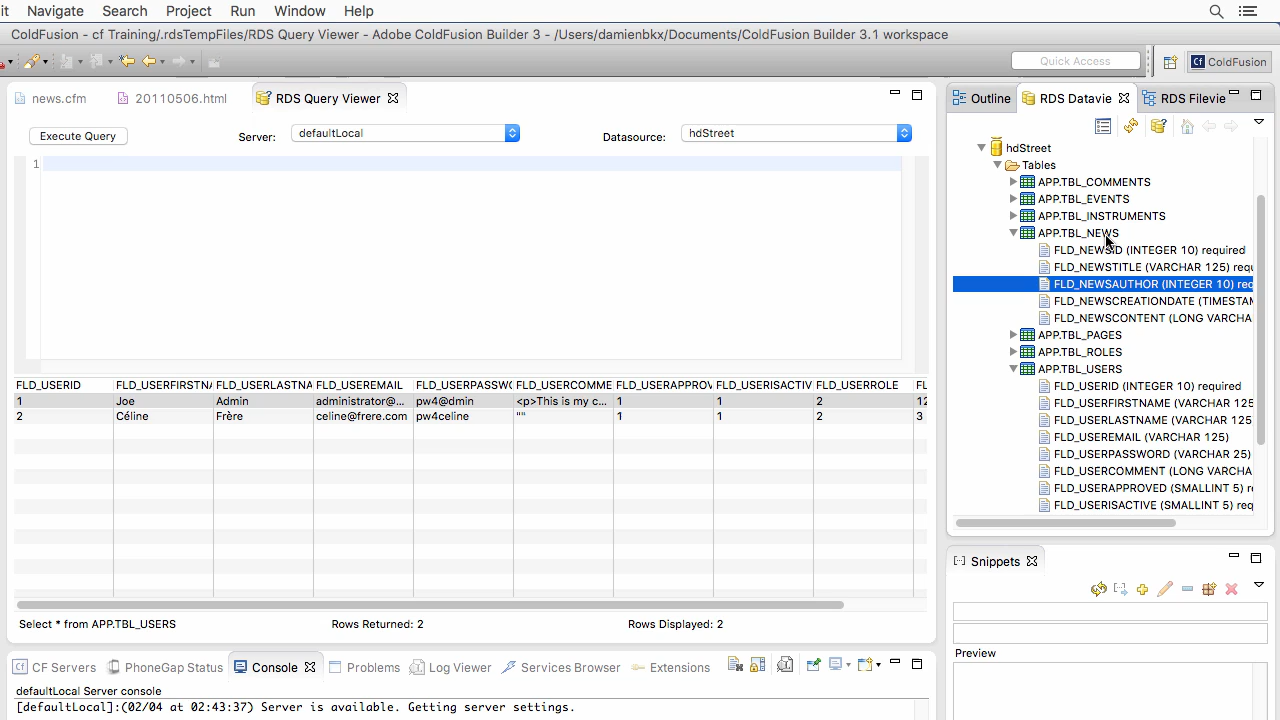 it Navigate Search Project Run Window Help
ColdFusion - cf Training/.rdsTempFiles/RDS Query Viewer - Adobe ColdFusion Builder 3 - /Users/damienbkx/Documents/ColdFusion Builder 3.1 workspace
Quick Access
Cf ColdFusion
news.cfm 20110506.html RDS Query Viewer
Execute Query Server: defaultLocal Datasource: hdStreet
1
FLD_USERID FLD_USERFIRSTNA FLD_USERLASTNA FLD_USEREMAIL FLD_USERPASSWO FLD_USERCOMME FLD_USERAPPROV FLD_USERISACTIV FLD_USERROLE FL
1 Joe Admin administrator@... pw4@dmin <p>This is my c... 1 1 2 12
2 Céline Frère celine@frere.com pw4celine "" 1 1 2 3
Select * from APP.TBL_USERS Rows Returned: 2 Rows Displayed: 2
Outline RDS Datavie RDS Filevie
hdStreet
Tables
APP.TBL_COMMENTS
APP.TBL_EVENTS
APP.TBL_INSTRUMENTS
APP.TBL_NEWS
FLD_NEWSID (INTEGER 10) required
FLD_NEWSTITLE (VARCHAR 125) requ
FLD_NEWSAUTHOR (INTEGER 10) rec
FLD_NEWSCREATIONDATE (TIMESTAM
FLD_NEWSCONTENT (LONG VARCHA
APP.TBL_PAGES
APP.TBL_ROLES
APP.TBL_USERS
FLD_USERID (INTEGER 10) required
FLD_USERFIRSTNAME (VARCHAR 125
FLD_USERLASTNAME (VARCHAR 125
FLD_USEREMAIL (VARCHAR 125)
FLD_USERPASSWORD (VARCHAR 25)
FLD_USERCOMMENT (LONG VARCHA
FLD_USERAPPROVED (SMALLINT 5) re
FLD_USERISACTIVE (SMALLINT 5) req
Snippets
Preview
Cf CF Servers PhoneGap Status Console Problems Log Viewer Services Browser Extensions
defaultLocal Server console
[defaultLocal]:(02/04 at 02:43:37) Server is available. Getting server settings.